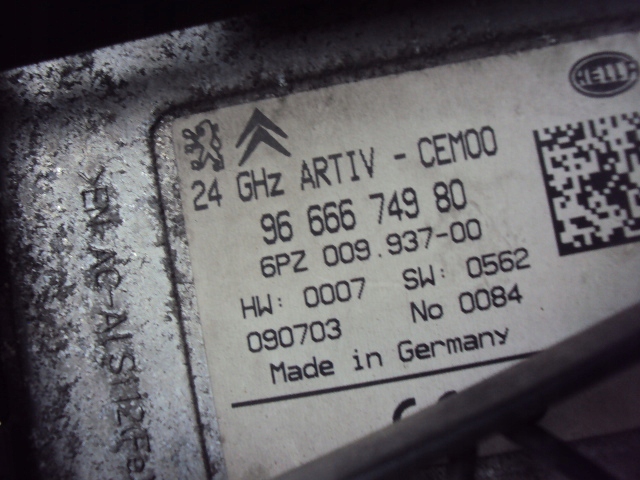 HELLA
24 GHz ARTIV - CEM00
96 666 749 80
6PZ 009.937-00
HW: 0007 SW: 0562
090703 No 0084
Made in Germany